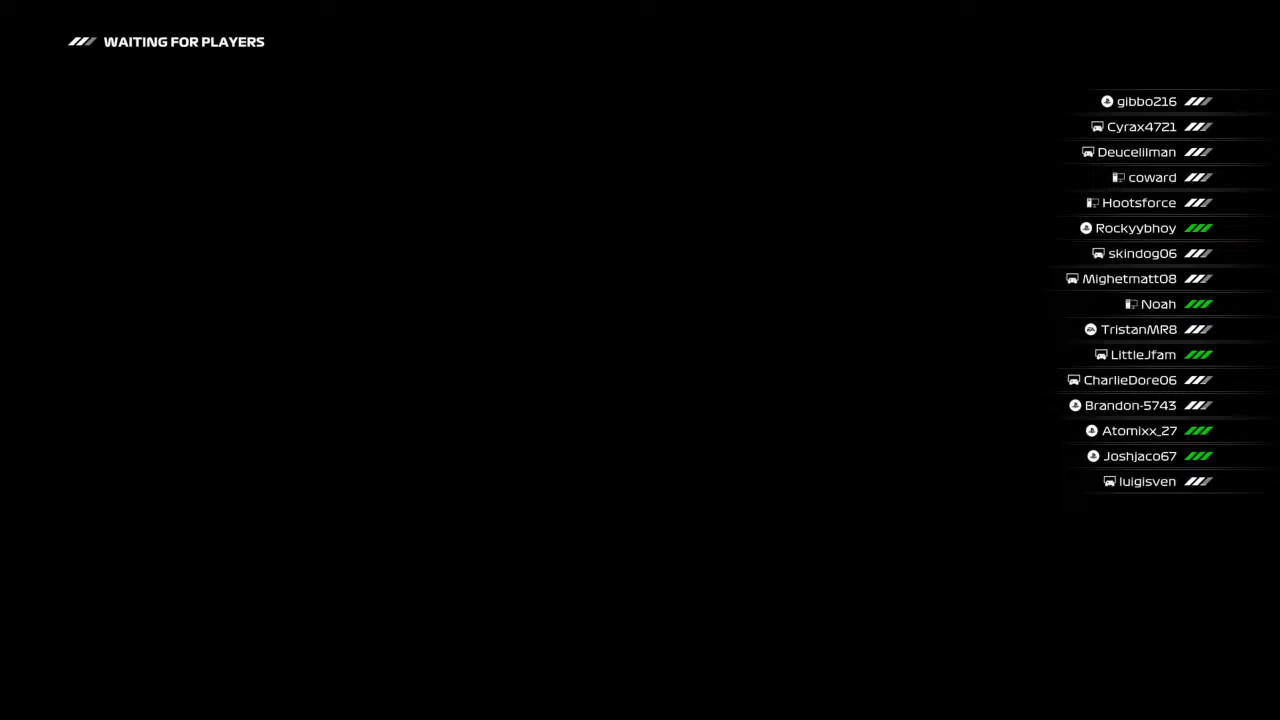 WAITING FOR PLAYERS
gibbo216
Cyrax4721
Deucelilman
coward
Hootsforce
Rockyybhoy
skindog06
Mighetmatt08
Noah
TristanMR8
LittleJfam
CharlieDore06
Brandon-5743
Atomixx_27
Joshjaco67
luigisven